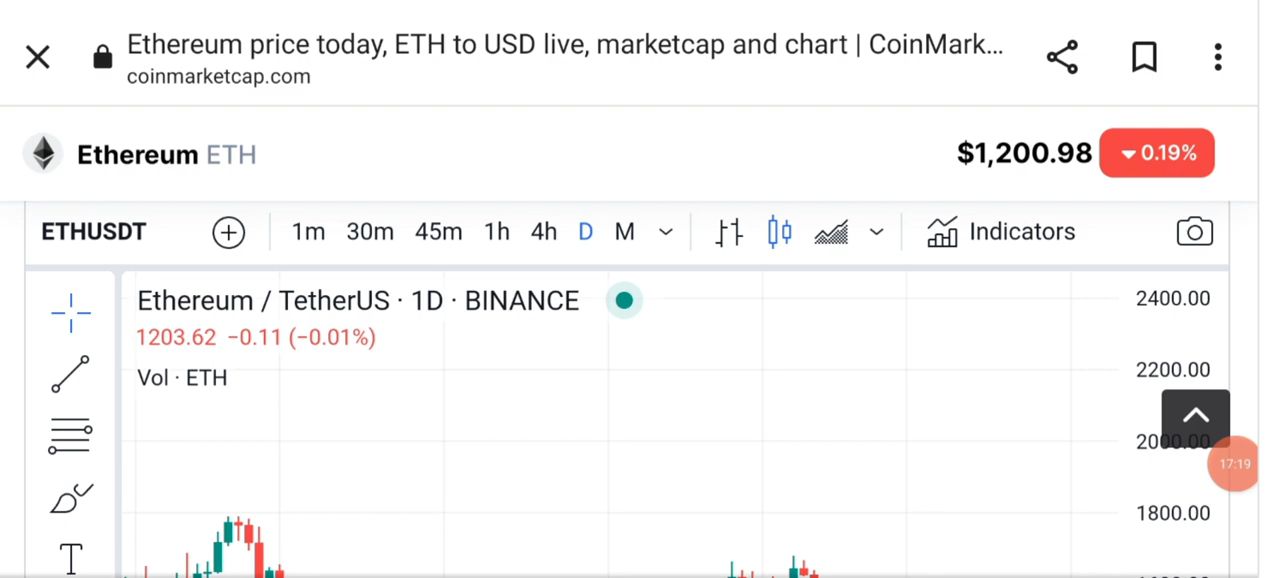 Ethereum price today, ETH to USD live, marketcap and chart | CoinMark...
coinmarketcap.com
Ethereum ETH
$1,200.98
0.19%
ETHUSDT
1m 30m 45m 1h 4h D M
Indicators
Ethereum / TetherUS · 1D · BINANCE
1203.62 −0.11 (−0.01%)
Vol · ETH
2400.00
2200.00
2000.00
17:19
1800.00
T